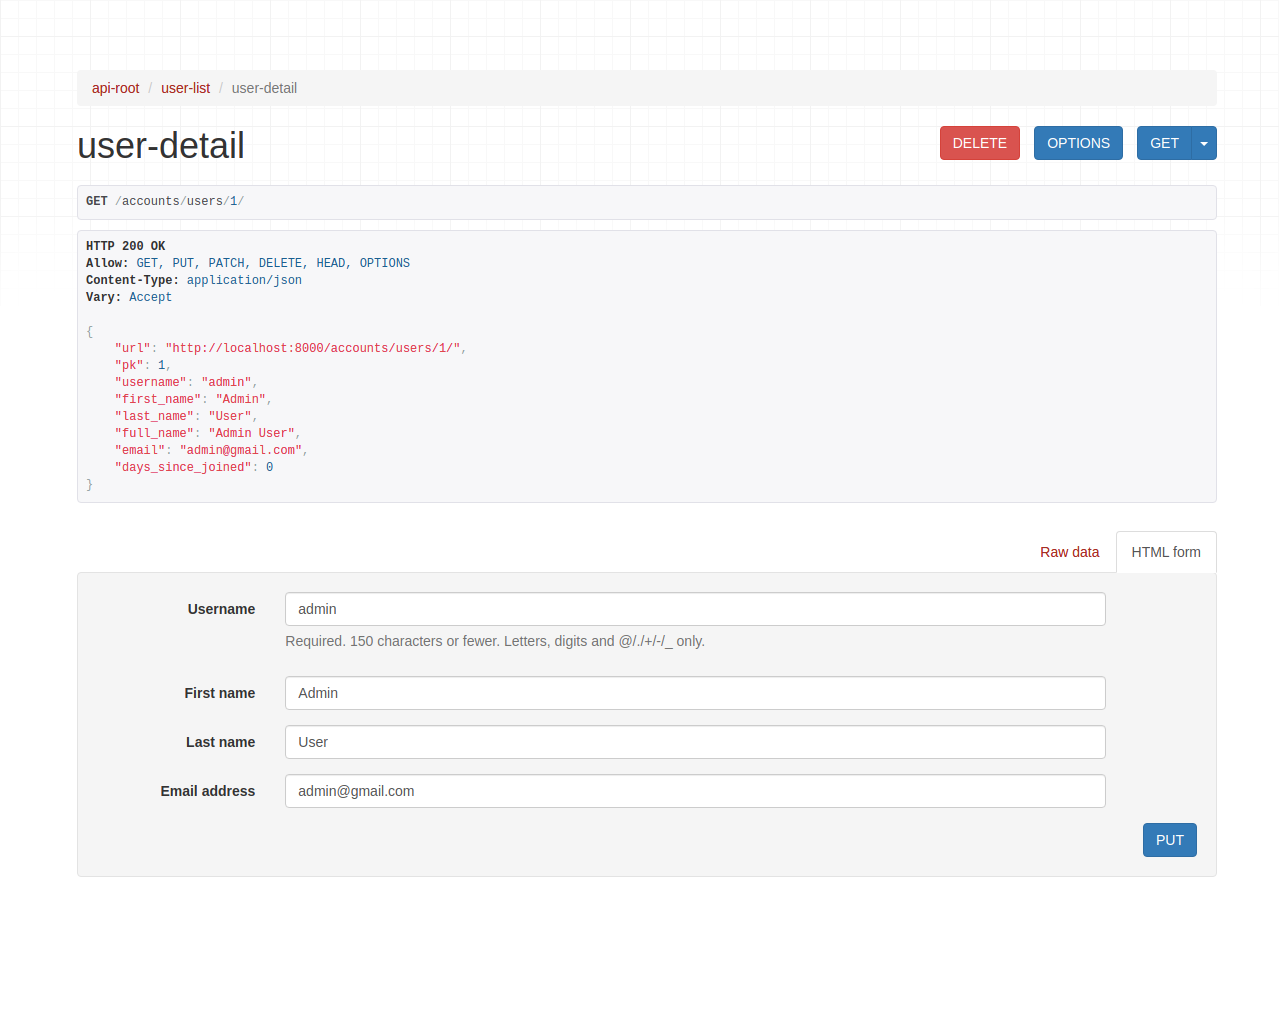 api-root / user-list / user-detail
user-detail
DELETE OPTIONS GET
GET /accounts/users/1/
HTTP 200 OK
Allow: GET, PUT, PATCH, DELETE, HEAD, OPTIONS
Content-Type: application/json
Vary: Accept
{
    "url": "http://localhost:8000/accounts/users/1/",
    "pk": 1,
    "username": "admin",
    "first_name": "Admin",
    "last_name": "User",
    "full_name": "Admin User",
    "email": "admin@gmail.com",
    "days_since_joined": 0
}
Raw data HTML form
Username admin
Required. 150 characters or fewer. Letters, digits and @/./+/-/_ only.
First name Admin
Last name User
Email address admin@gmail.com
PUT